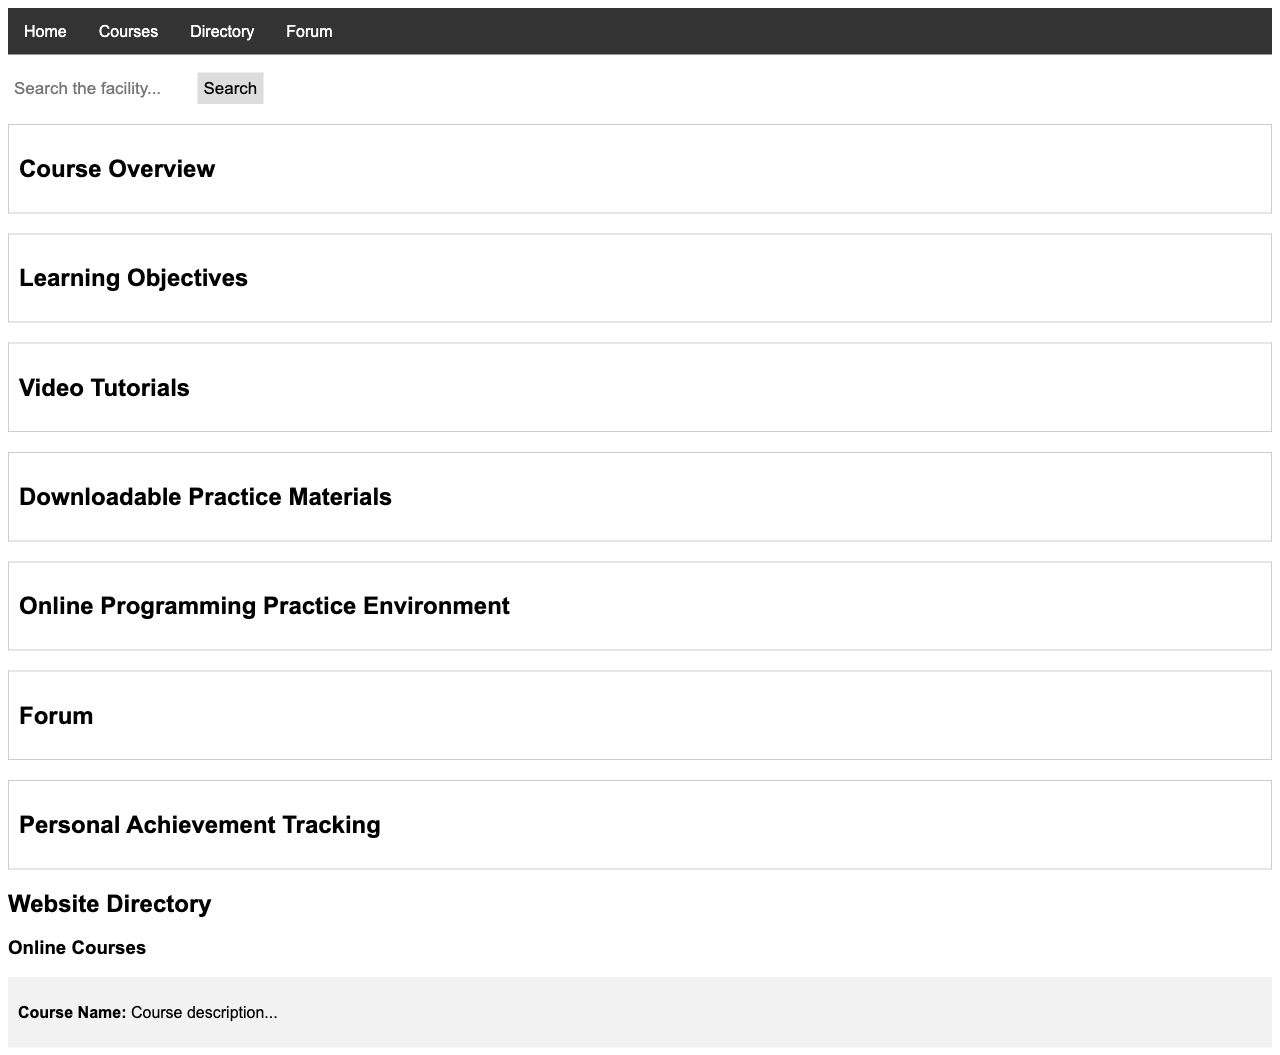 Home Courses Directory Forum
Search the facility... Search
Course Overview
Learning Objectives
Video Tutorials
Downloadable Practice Materials
Online Programming Practice Environment
Forum
Personal Achievement Tracking
Website Directory
Online Courses
Course Name: Course description...